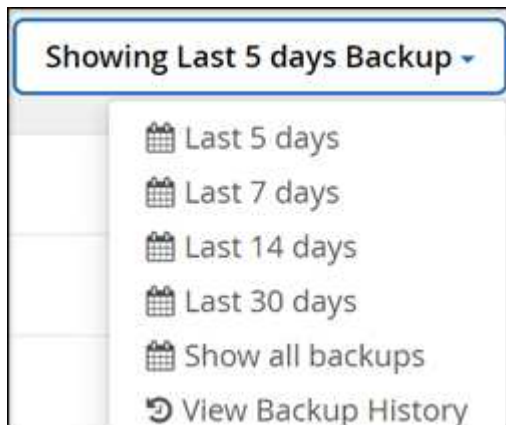 Showing Last 5 days Backup
Last 5 days
Last 7 days
Last 14 days
Last 30 days
Show all backups
View Backup History